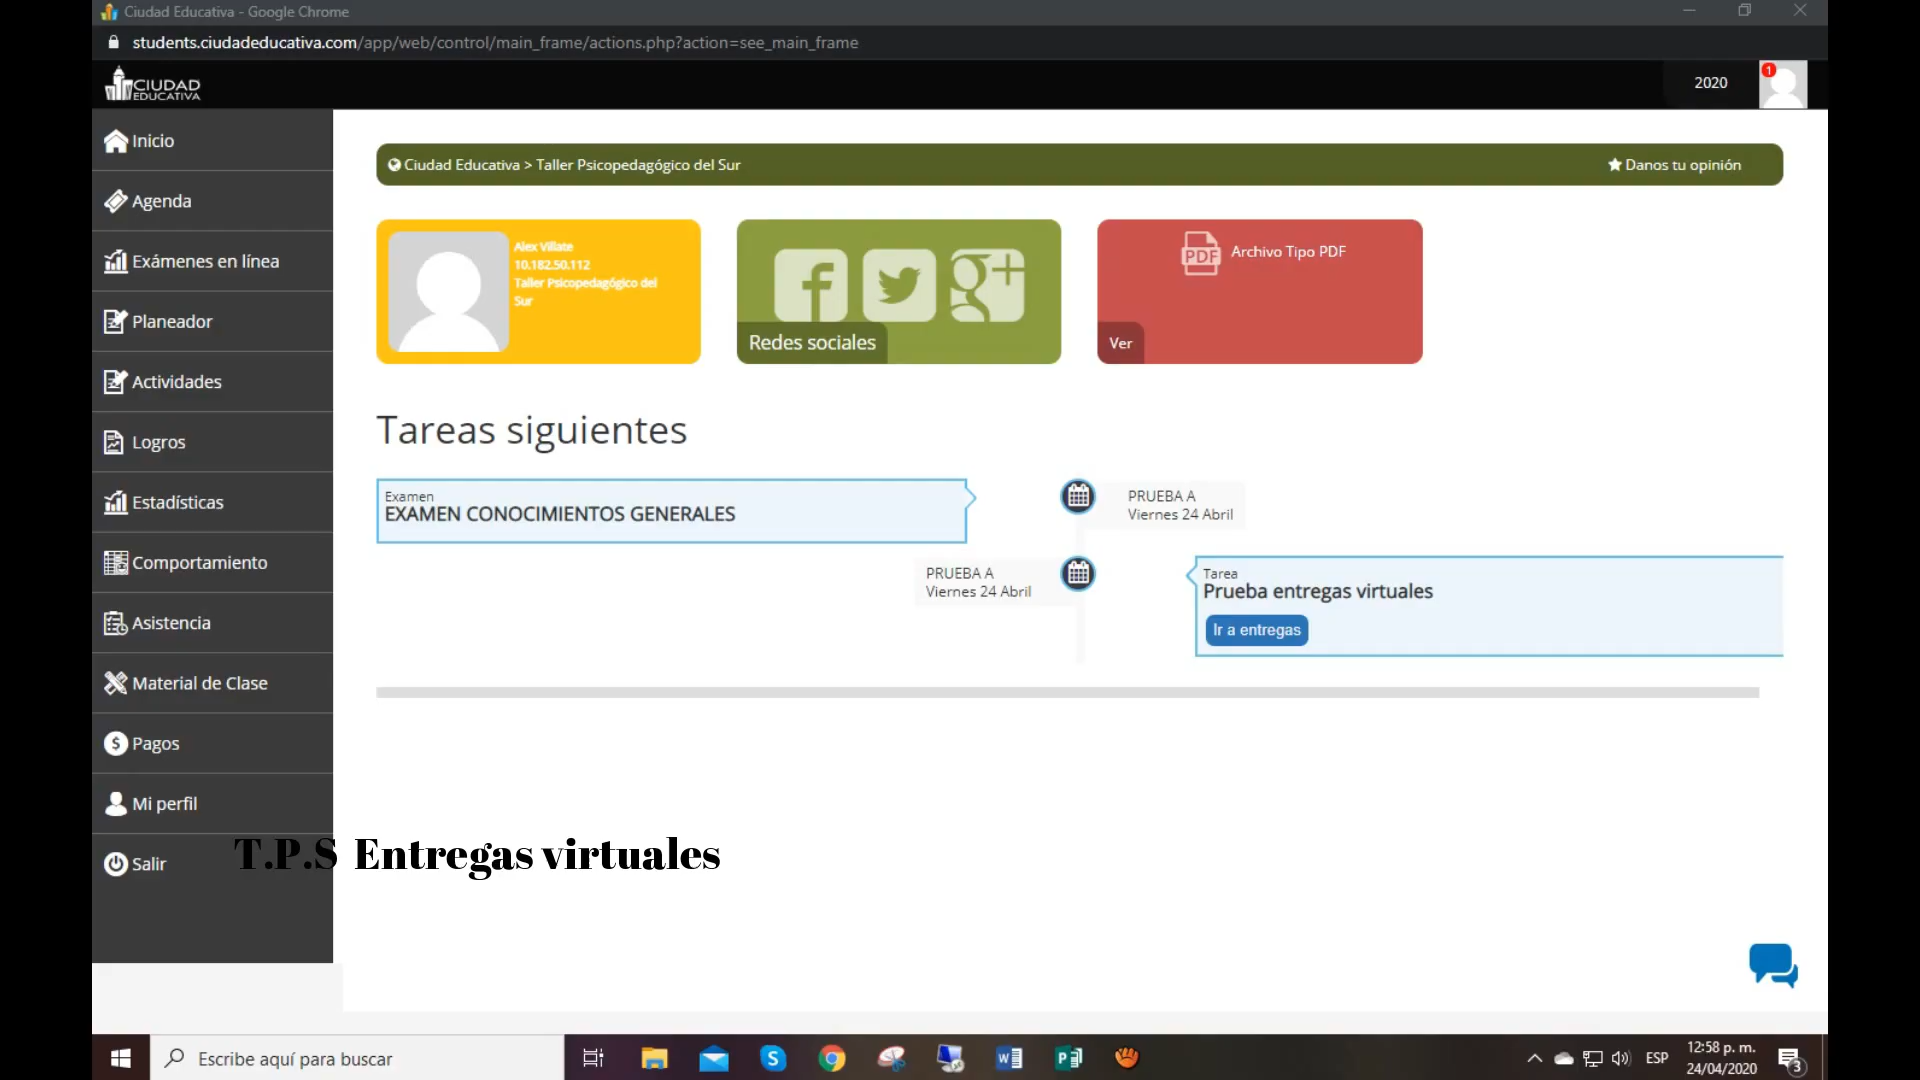 Ciudad Educativa - Google Chrome
students.ciudadeducativa.com/app/web/control/main_frame/actions.php?action=see_main_frame
CIUDAD
EDUCATIVA
2020
1
Inicio
Agenda
Exámenes en línea
Planeador
Actividades
Logros
Estadísticas
Comportamiento
Asistencia
Material de Clase
Pagos
Mi perfil
Salir
Ciudad Educativa > Taller Psicopedagógico del Sur
Danos tu opinión
Alex Villate
10.182.50.112
Taller Psicopedagógico del
Sur
Redes sociales
PDF
Archivo Tipo PDF
Ver
Tareas siguientes
Examen
EXAMEN CONOCIMIENTOS GENERALES
PRUEBA A
Viernes 24 Abril
PRUEBA A
Viernes 24 Abril
Tarea
Prueba entregas virtuales
Ir a entregas
T.P.S Entregas virtuales
Escribe aquí para buscar
ESP
12:58 p. m.
24/04/2020
3